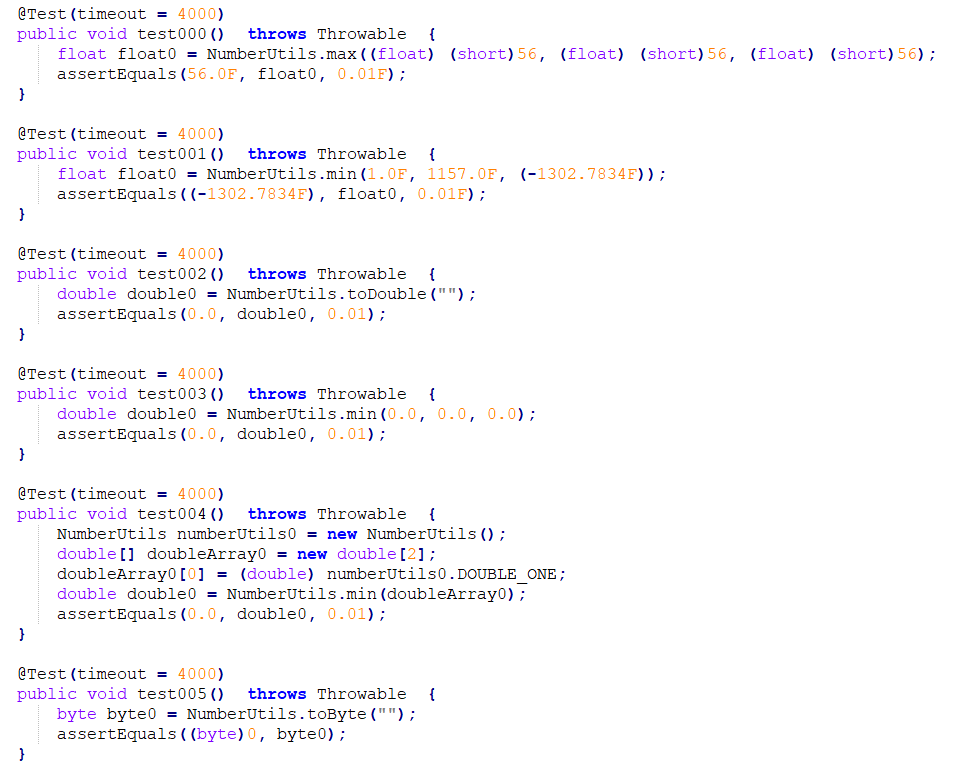 @Test(timeout = 4000)
public void test000()  throws Throwable  {
    float float0 = NumberUtils.max((float) (short)56, (float) (short)56, (float) (short)56);
    assertEquals(56.0F, float0, 0.01F);
}

@Test(timeout = 4000)
public void test001()  throws Throwable  {
    float float0 = NumberUtils.min(1.0F, 1157.0F, (-1302.7834F));
    assertEquals((-1302.7834F), float0, 0.01F);
}

@Test(timeout = 4000)
public void test002()  throws Throwable  {
    double double0 = NumberUtils.toDouble("");
    assertEquals(0.0, double0, 0.01);
}

@Test(timeout = 4000)
public void test003()  throws Throwable  {
    double double0 = NumberUtils.min(0.0, 0.0, 0.0);
    assertEquals(0.0, double0, 0.01);
}

@Test(timeout = 4000)
public void test004()  throws Throwable  {
    NumberUtils numberUtils0 = new NumberUtils();
    double[] doubleArray0 = new double[2];
    doubleArray0[0] = (double) numberUtils0.DOUBLE_ONE;
    double double0 = NumberUtils.min(doubleArray0);
    assertEquals(0.0, double0, 0.01);
}

@Test(timeout = 4000)
public void test005()  throws Throwable  {
    byte byte0 = NumberUtils.toByte("");
    assertEquals((byte)0, byte0);
}